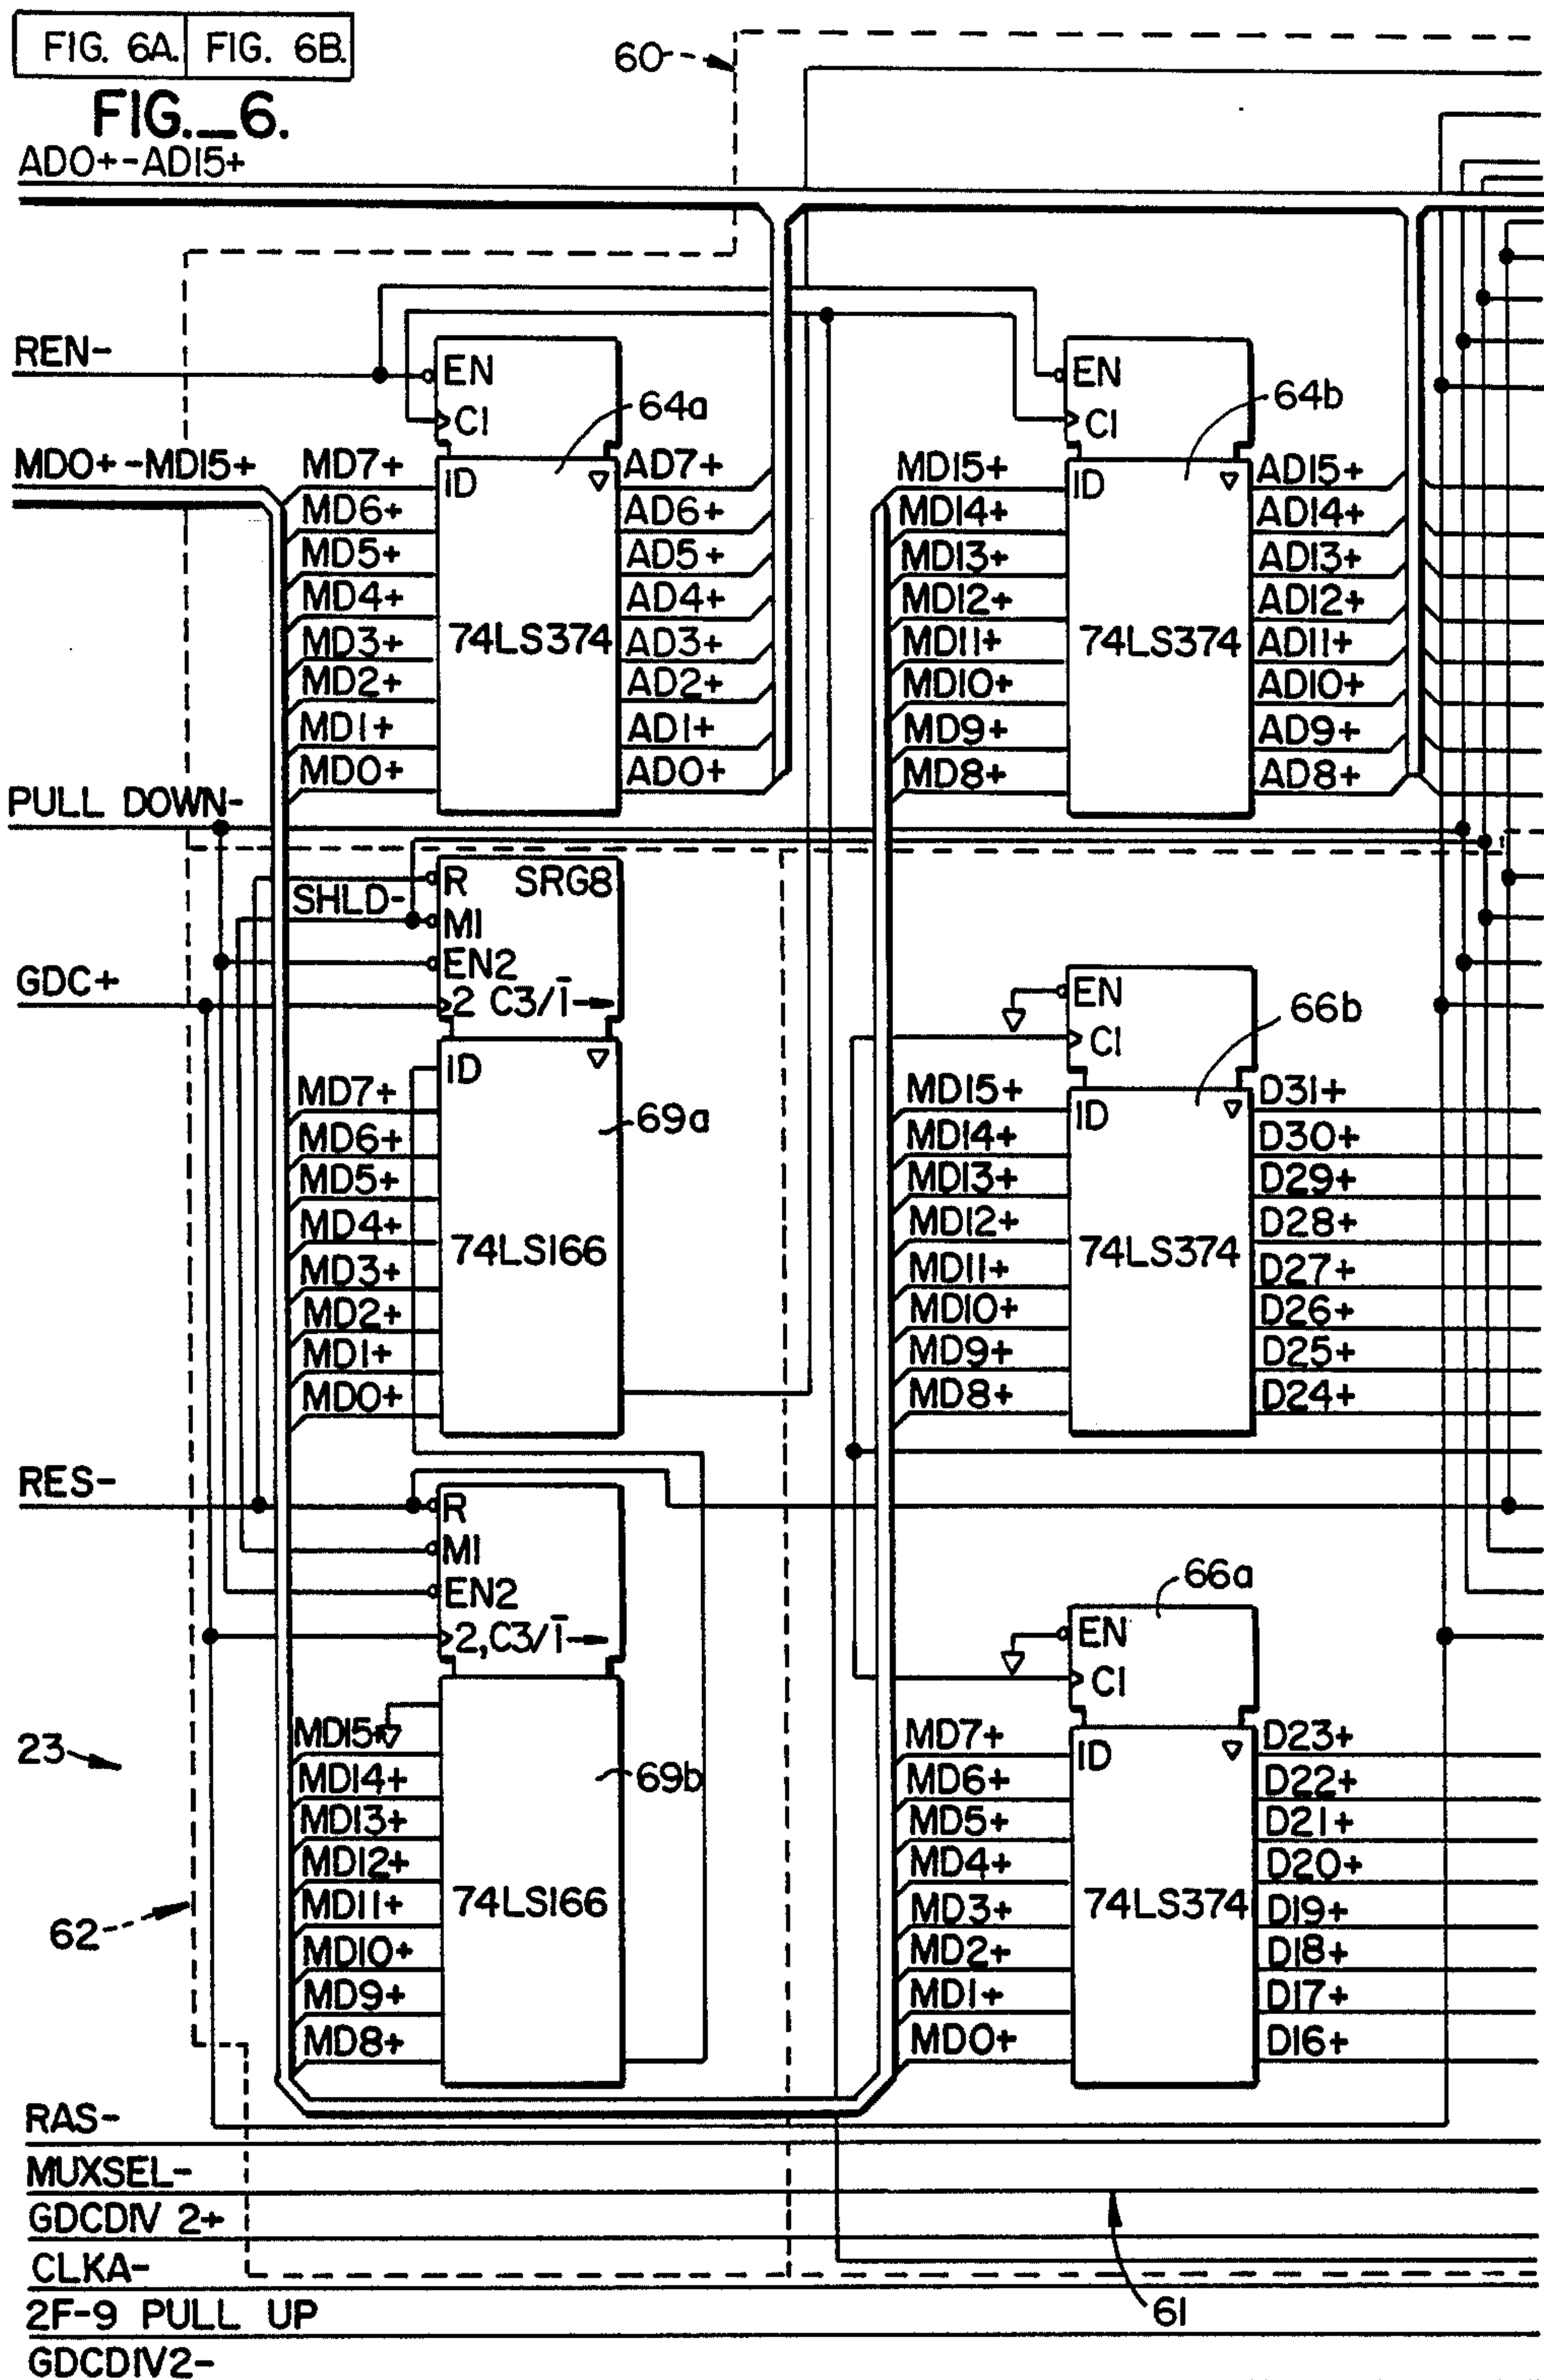 FIG. 6A. FIG. 6B.
FIG._6.
60
AD0+-AD15+
REN-
EN
C1
64a
EN
C1
64b
MD0+-MD15+
1D
74LS374
MD7+ AD7+
MD6+ AD6+
MD5+ AD5+
MD4+ AD4+
MD3+ AD3+
MD2+ AD2+
MD1+ AD1+
MD0+ AD0+
1D
74LS374
MD15+ AD15+
MD14+ AD14+
MD13+ AD13+
MD12+ AD12+
MD11+ AD11+
MD10+ AD10+
MD9+ AD9+
MD8+ AD8+
PULL DOWN-
SHLD-
R SRG8
M1
EN2
2 C3/1̄→
GDC+
1D
69a
74LS166
MD7+
MD6+
MD5+
MD4+
MD3+
MD2+
MD1+
MD0+
EN
C1
66b
1D
74LS374
MD15+ D31+
MD14+ D30+
MD13+ D29+
MD12+ D28+
MD11+ D27+
MD10+ D26+
MD9+ D25+
MD8+ D24+
RES-
R
M1
EN2
2,C3/1̄→
69b
74LS166
MD15+
MD14+
MD13+
MD12+
MD11+
MD10+
MD9+
MD8+
66a
EN
C1
1D
74LS374
MD7+ D23+
MD6+ D22+
MD5+ D21+
MD4+ D20+
MD3+ D19+
MD2+ D18+
MD1+ D17+
MD0+ D16+
23
62
RAS-
MUXSEL-
GDCDIV 2+
CLKA-
61
2F-9 PULL UP
GDCDIV2-